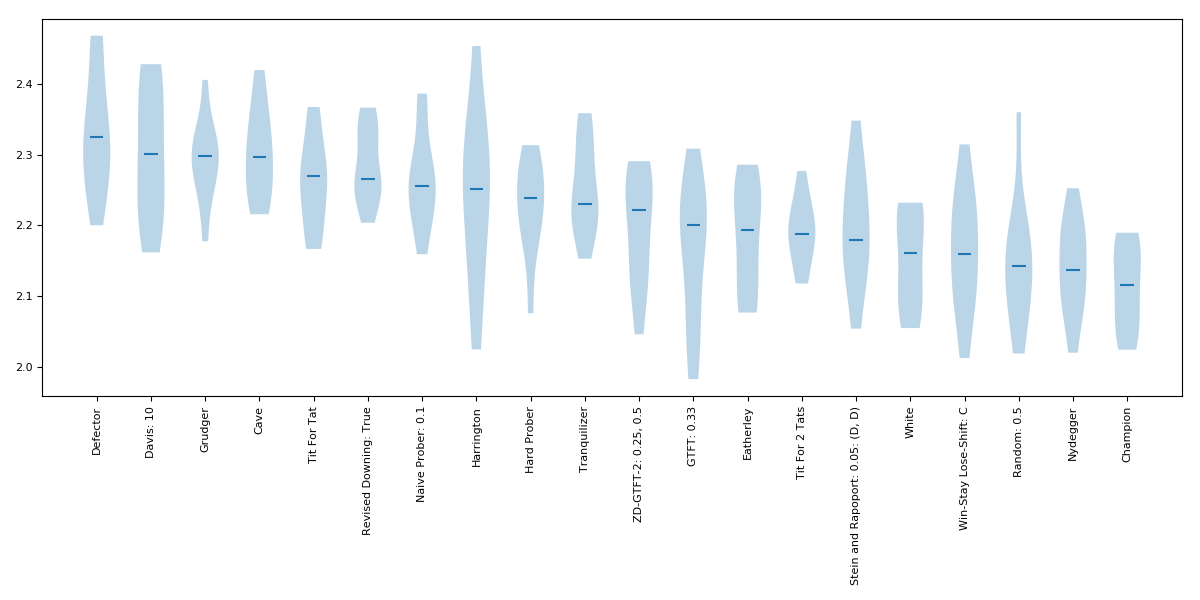 2.4
2.3
2.2
2.1
2.0
Defector
Davis: 10
Grudger
Cave
Tit For Tat
Revised Downing: True
Naive Prober: 0.1
Harrington
Hard Prober
Tranquilizer
ZD-GTFT-2: 0.25, 0.5
GTFT: 0.33
Eatherley
Tit For 2 Tats
Stein and Rapoport: 0.05: (D, D)
White
Win-Stay Lose-Shift: C
Random: 0.5
Nydegger
Champion